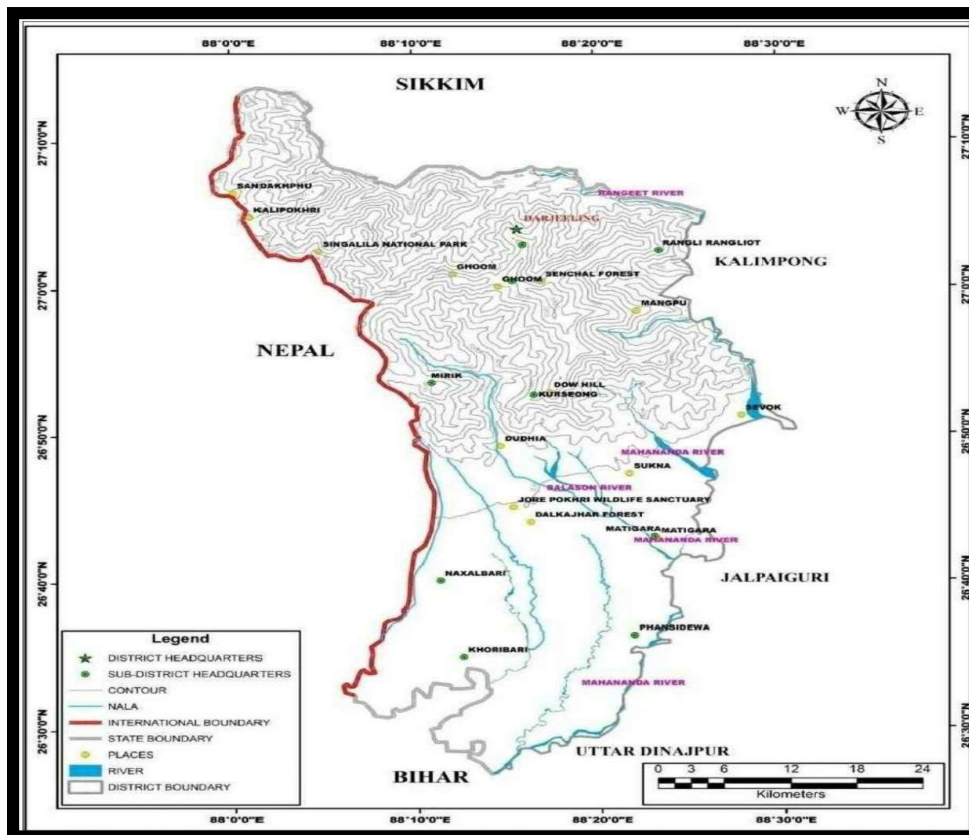 88°0'0"E 88°10'0"E 88°20'0"E 88°30'0"E
SIKKIM
N
W E
S
27°10'0"N 27°10'0"N
SANDAKHPHU
RANGEET RIVER
KALIPOKHRI
DARJEELING
SINGALILA NATIONAL PARK
RANGLI RANGLIOT
KALIMPONG
GHOOM
GHOOM
SENCHAL FOREST
27°0'0"N 27°0'0"N
MANGPU
NEPAL
MIRIK
DOW HILL
KURSEONG
SEVOK
26°50'0"N 26°50'0"N
DUDHIA
MAHANANDA RIVER
SUKNA
BALASON RIVER
JORE POKHRI WILDLIFE SANCTUARY
DALKAJHAR FOREST
MATIGARA MATIGARA
MAHANANDA RIVER
26°40'0"N 26°40'0"N
NAXALBARI
JALPAIGURI
PHANSIDEWA
KHORIBARI
MAHANANDA RIVER
26°30'0"N 26°30'0"N
UTTAR DINAJPUR
BIHAR
Legend
DISTRICT HEADQUARTERS
SUB-DISTRICT HEADQUARTERS
CONTOUR
NALA
INTERNATIONAL BOUNDARY
STATE BOUNDARY
PLACES
RIVER
DISTRICT BOUNDARY
0 3 6 12 18 24
Kilometers
88°0'0"E 88°10'0"E 88°20'0"E 88°30'0"E